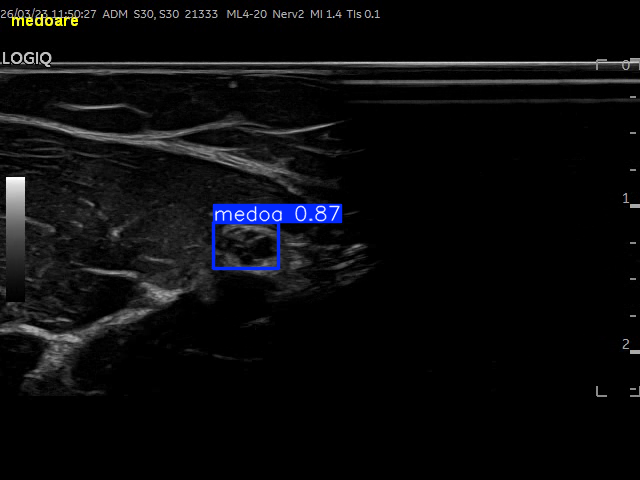 26/03/23 11:50:27 ADM S30, S30 21333 ML4-20 Nerv2 MI 1.4 TIs 0.1
medoare
LOGIQ
0
1
medoa 0.87
2